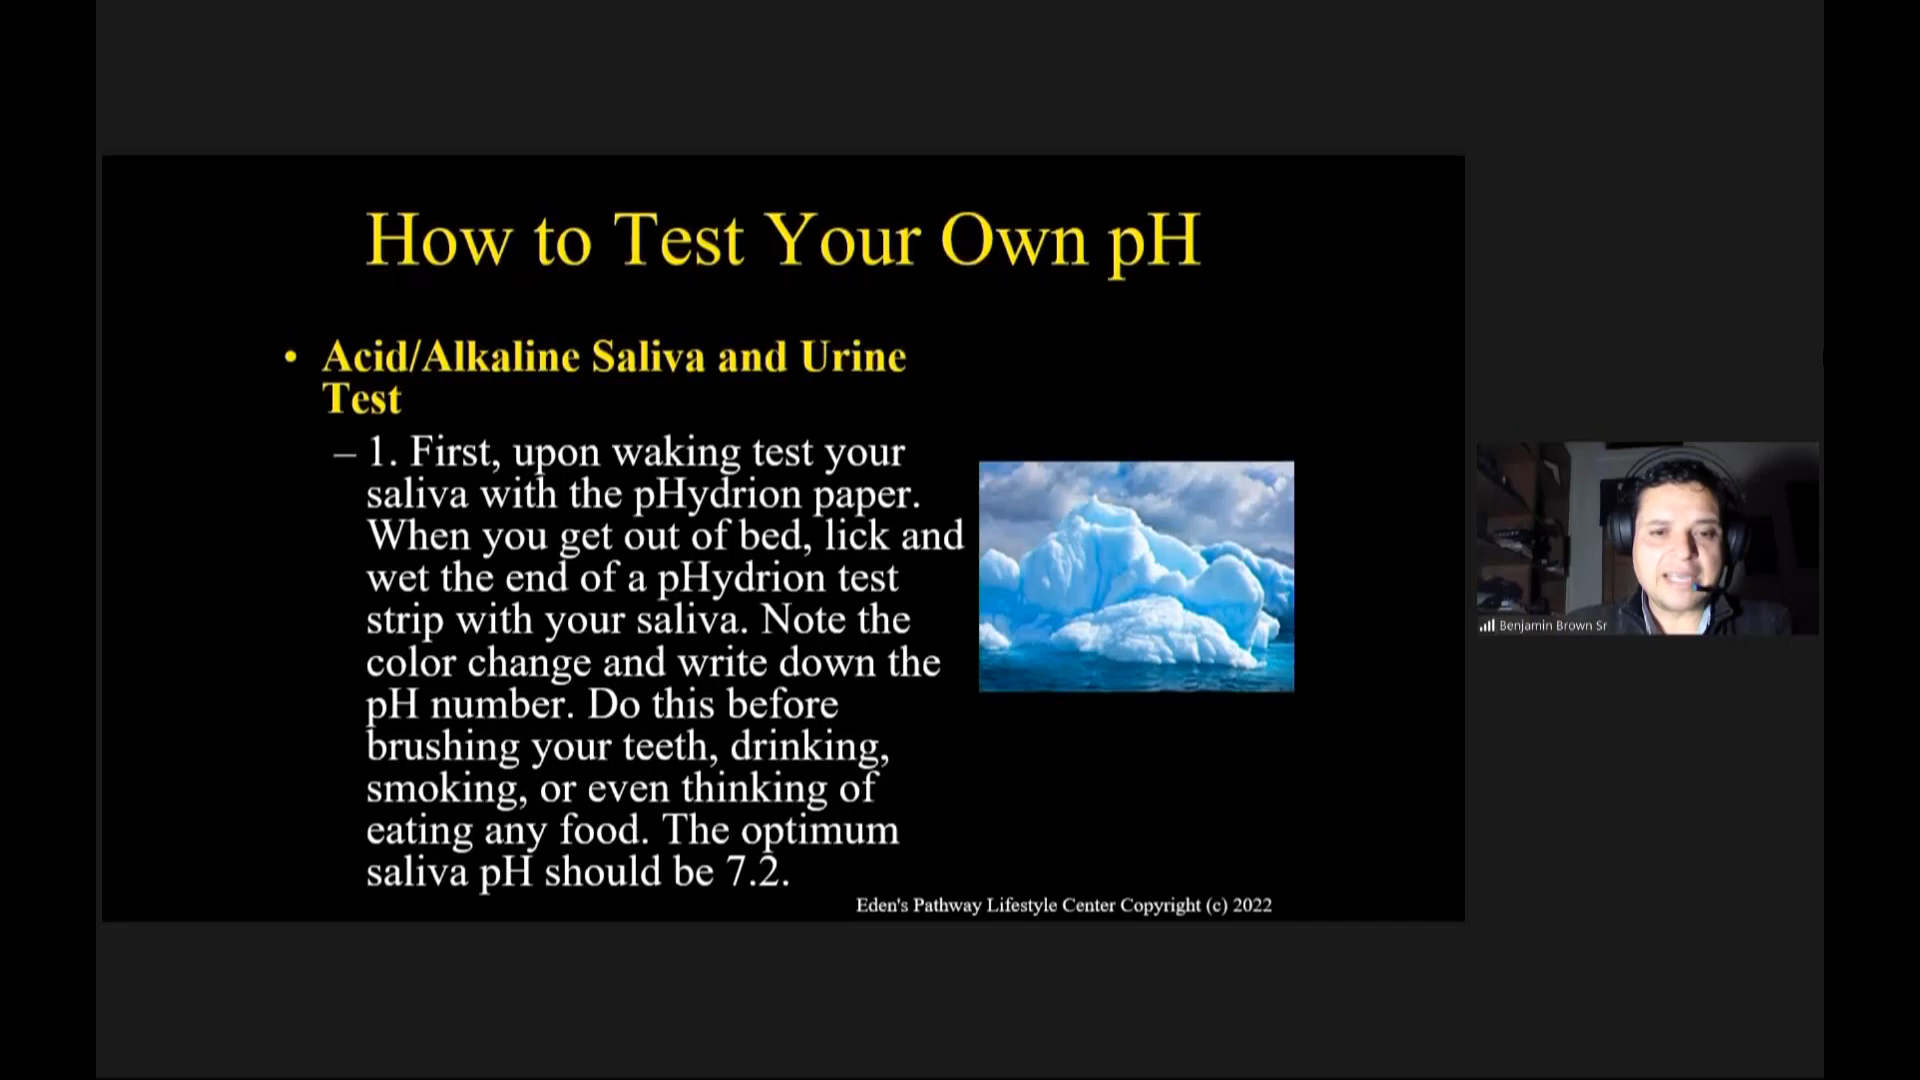 How to Test Your Own pH
• Acid/Alkaline Saliva and Urine
Test
– 1. First, upon waking test your
saliva with the pHydrion paper.
When you get out of bed, lick and
wet the end of a pHydrion test
strip with your saliva. Note the
color change and write down the
pH number. Do this before
brushing your teeth, drinking,
smoking, or even thinking of
eating any food. The optimum
saliva pH should be 7.2.
Eden's Pathway Lifestyle Center Copyright (c) 2022
Benjamin Brown Sr